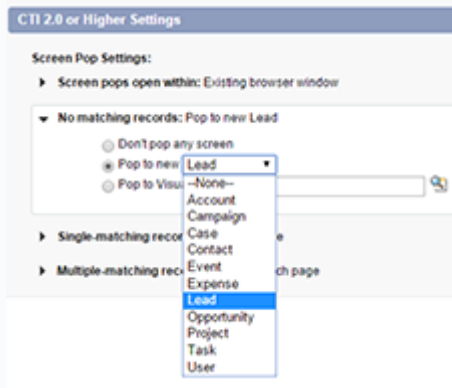 CTI 2.0 or Higher Settings
Screen Pop Settings:
Screen pops open within: Existing browser window
No matching records: Pop to new Lead
Don't pop any screen
Pop to new Lead
Pop to Visu
--None--
Account
Campaign
Case
Contact
Event
Expense
Lead
Opportunity
Project
Task
User
Single-matching recor e
Multiple-matching rec ch page